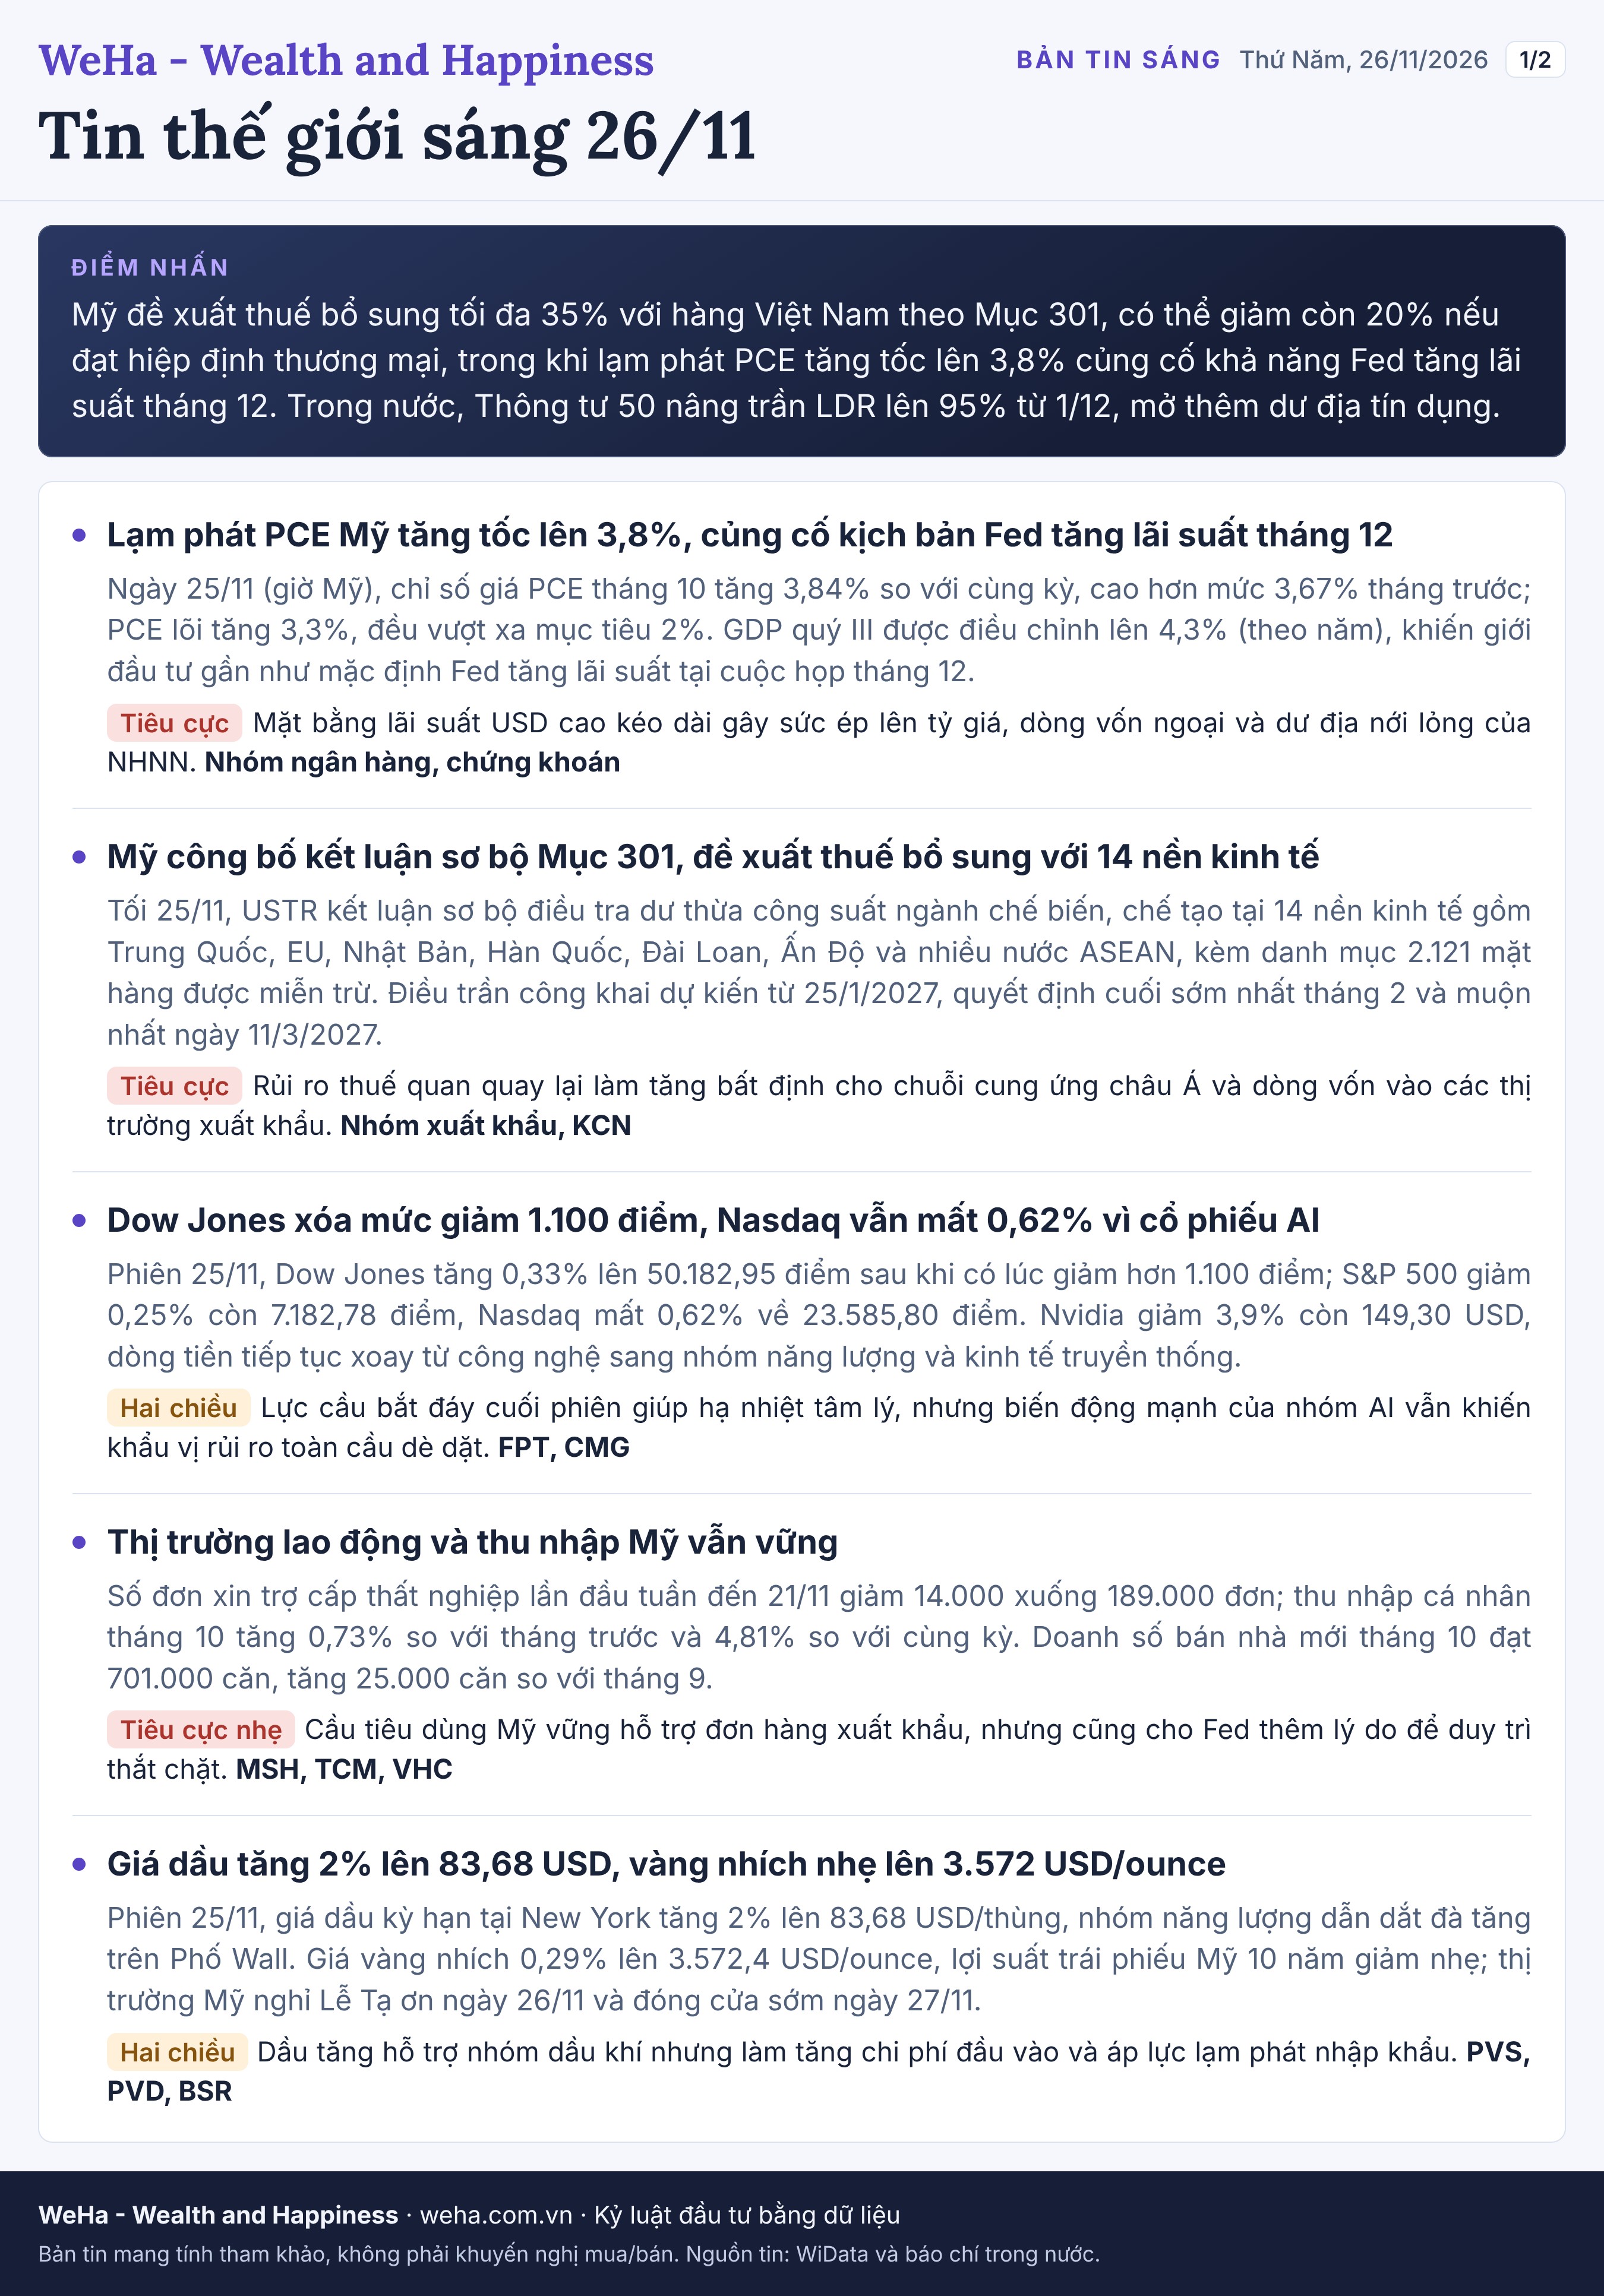 WeHa - Wealth and Happiness
BẢN TIN SÁNG Thứ Năm, 26/11/2026 1/2
Tin thế giới sáng 26/11
ĐIỂM NHẤN
Mỹ đề xuất thuế bổ sung tối đa 35% với hàng Việt Nam theo Mục 301, có thể giảm còn 20% nếu
đạt hiệp định thương mại, trong khi lạm phát PCE tăng tốc lên 3,8% củng cố khả năng Fed tăng lãi
suất tháng 12. Trong nước, Thông tư 50 nâng trần LDR lên 95% từ 1/12, mở thêm dư địa tín dụng.
Lạm phát PCE Mỹ tăng tốc lên 3,8%, củng cố kịch bản Fed tăng lãi suất tháng 12
Ngày 25/11 (giờ Mỹ), chỉ số giá PCE tháng 10 tăng 3,84% so với cùng kỳ, cao hơn mức 3,67% tháng trước;
PCE lõi tăng 3,3%, đều vượt xa mục tiêu 2%. GDP quý III được điều chỉnh lên 4,3% (theo năm), khiến giới
đầu tư gần như mặc định Fed tăng lãi suất tại cuộc họp tháng 12.
Tiêu cực Mặt bằng lãi suất USD cao kéo dài gây sức ép lên tỷ giá, dòng vốn ngoại và dư địa nới lỏng của
NHNN. Nhóm ngân hàng, chứng khoán
Mỹ công bố kết luận sơ bộ Mục 301, đề xuất thuế bổ sung với 14 nền kinh tế
Tối 25/11, USTR kết luận sơ bộ điều tra dư thừa công suất ngành chế biến, chế tạo tại 14 nền kinh tế gồm
Trung Quốc, EU, Nhật Bản, Hàn Quốc, Đài Loan, Ấn Độ và nhiều nước ASEAN, kèm danh mục 2.121 mặt
hàng được miễn trừ. Điều trần công khai dự kiến từ 25/1/2027, quyết định cuối sớm nhất tháng 2 và muộn
nhất ngày 11/3/2027.
Tiêu cực Rủi ro thuế quan quay lại làm tăng bất định cho chuỗi cung ứng châu Á và dòng vốn vào các thị
trường xuất khẩu. Nhóm xuất khẩu, KCN
Dow Jones xóa mức giảm 1.100 điểm, Nasdaq vẫn mất 0,62% vì cổ phiếu AI
Phiên 25/11, Dow Jones tăng 0,33% lên 50.182,95 điểm sau khi có lúc giảm hơn 1.100 điểm; S&P 500 giảm
0,25% còn 7.182,78 điểm, Nasdaq mất 0,62% về 23.585,80 điểm. Nvidia giảm 3,9% còn 149,30 USD,
dòng tiền tiếp tục xoay từ công nghệ sang nhóm năng lượng và kinh tế truyền thống.
Hai chiều Lực cầu bắt đáy cuối phiên giúp hạ nhiệt tâm lý, nhưng biến động mạnh của nhóm AI vẫn khiến
khẩu vị rủi ro toàn cầu dè dặt. FPT, CMG
Thị trường lao động và thu nhập Mỹ vẫn vững
Số đơn xin trợ cấp thất nghiệp lần đầu tuần đến 21/11 giảm 14.000 xuống 189.000 đơn; thu nhập cá nhân
tháng 10 tăng 0,73% so với tháng trước và 4,81% so với cùng kỳ. Doanh số bán nhà mới tháng 10 đạt
701.000 căn, tăng 25.000 căn so với tháng 9.
Tiêu cực nhẹ Cầu tiêu dùng Mỹ vững hỗ trợ đơn hàng xuất khẩu, nhưng cũng cho Fed thêm lý do để duy trì
thắt chặt. MSH, TCM, VHC
Giá dầu tăng 2% lên 83,68 USD, vàng nhích nhẹ lên 3.572 USD/ounce
Phiên 25/11, giá dầu kỳ hạn tại New York tăng 2% lên 83,68 USD/thùng, nhóm năng lượng dẫn dắt đà tăng
trên Phố Wall. Giá vàng nhích 0,29% lên 3.572,4 USD/ounce, lợi suất trái phiếu Mỹ 10 năm giảm nhẹ; thị
trường Mỹ nghỉ Lễ Tạ ơn ngày 26/11 và đóng cửa sớm ngày 27/11.
Hai chiều Dầu tăng hỗ trợ nhóm dầu khí nhưng làm tăng chi phí đầu vào và áp lực lạm phát nhập khẩu. PVS,
PVD, BSR
WeHa - Wealth and Happiness · weha.com.vn · Kỷ luật đầu tư bằng dữ liệu
Bản tin mang tính tham khảo, không phải khuyến nghị mua/bán. Nguồn tin: WiData và báo chí trong nước.